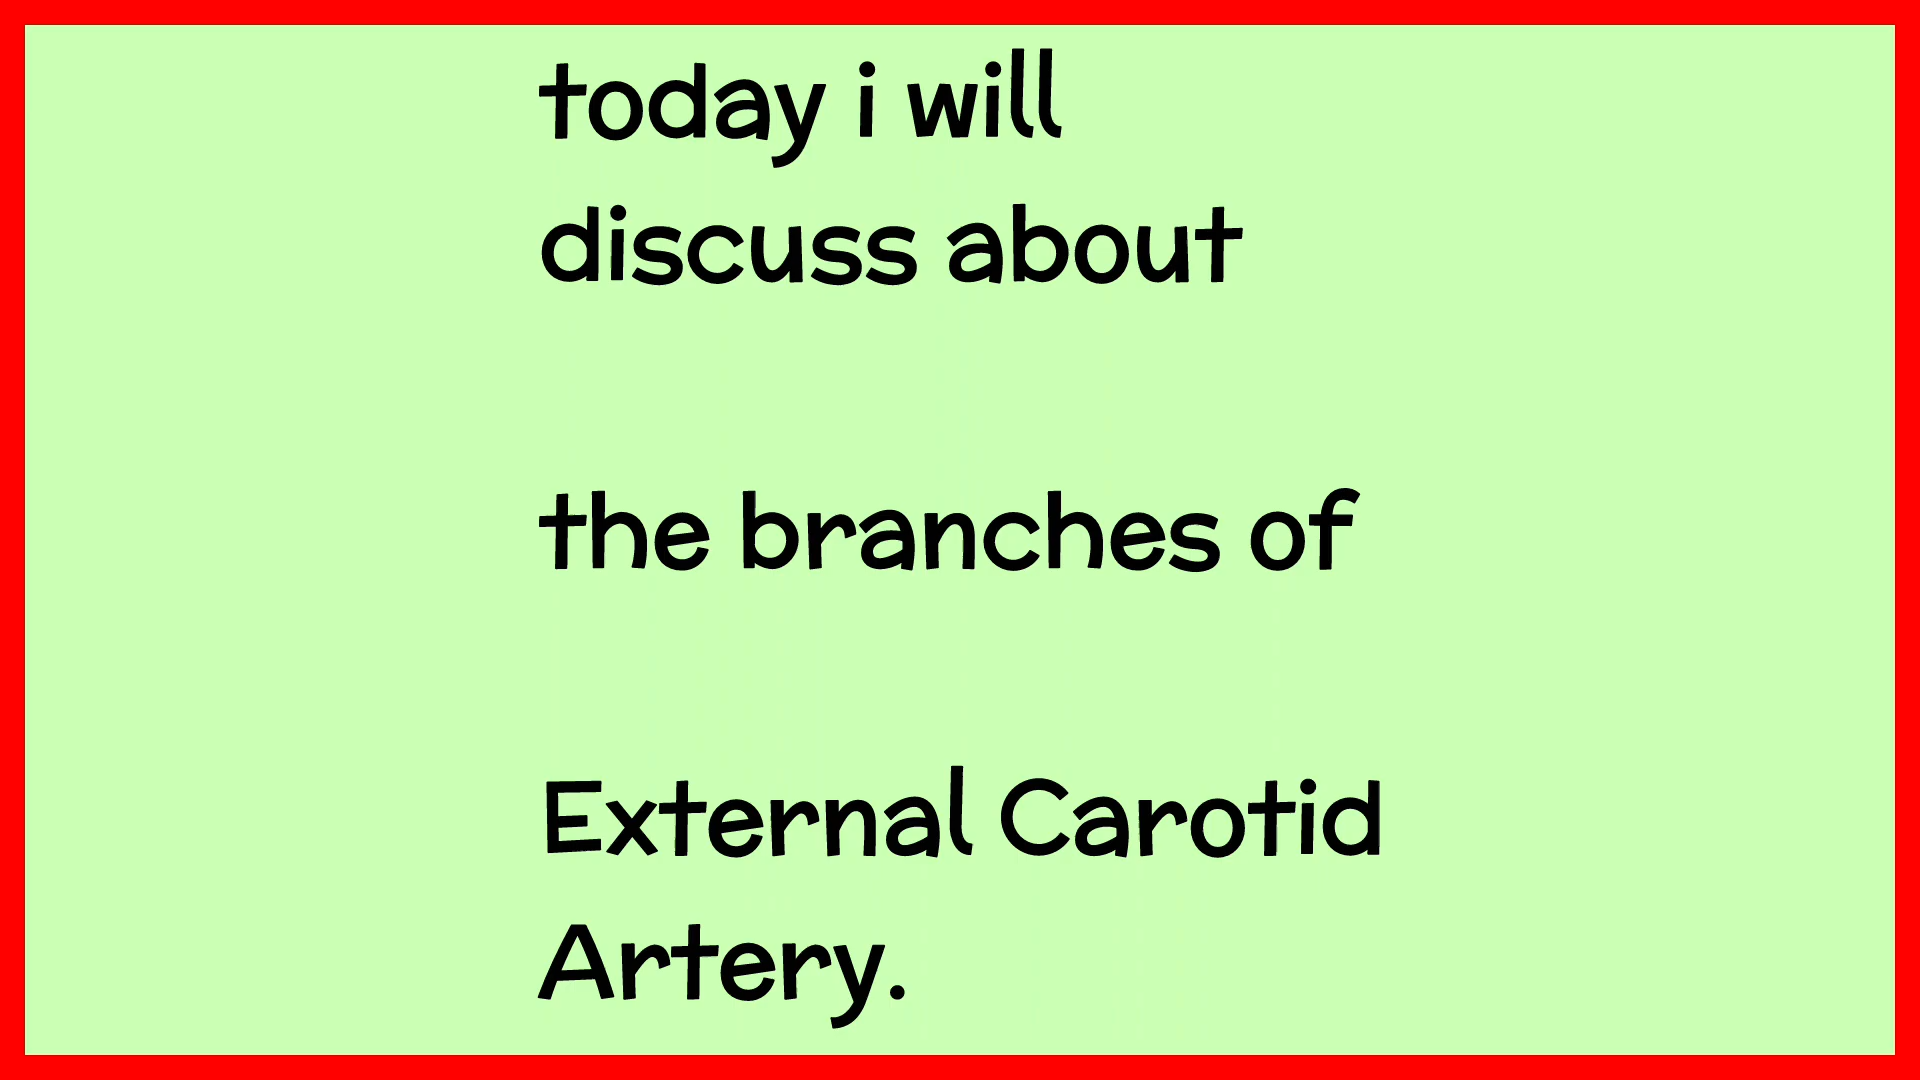 today i will
discuss about
the branches of
External Carotid
Artery.